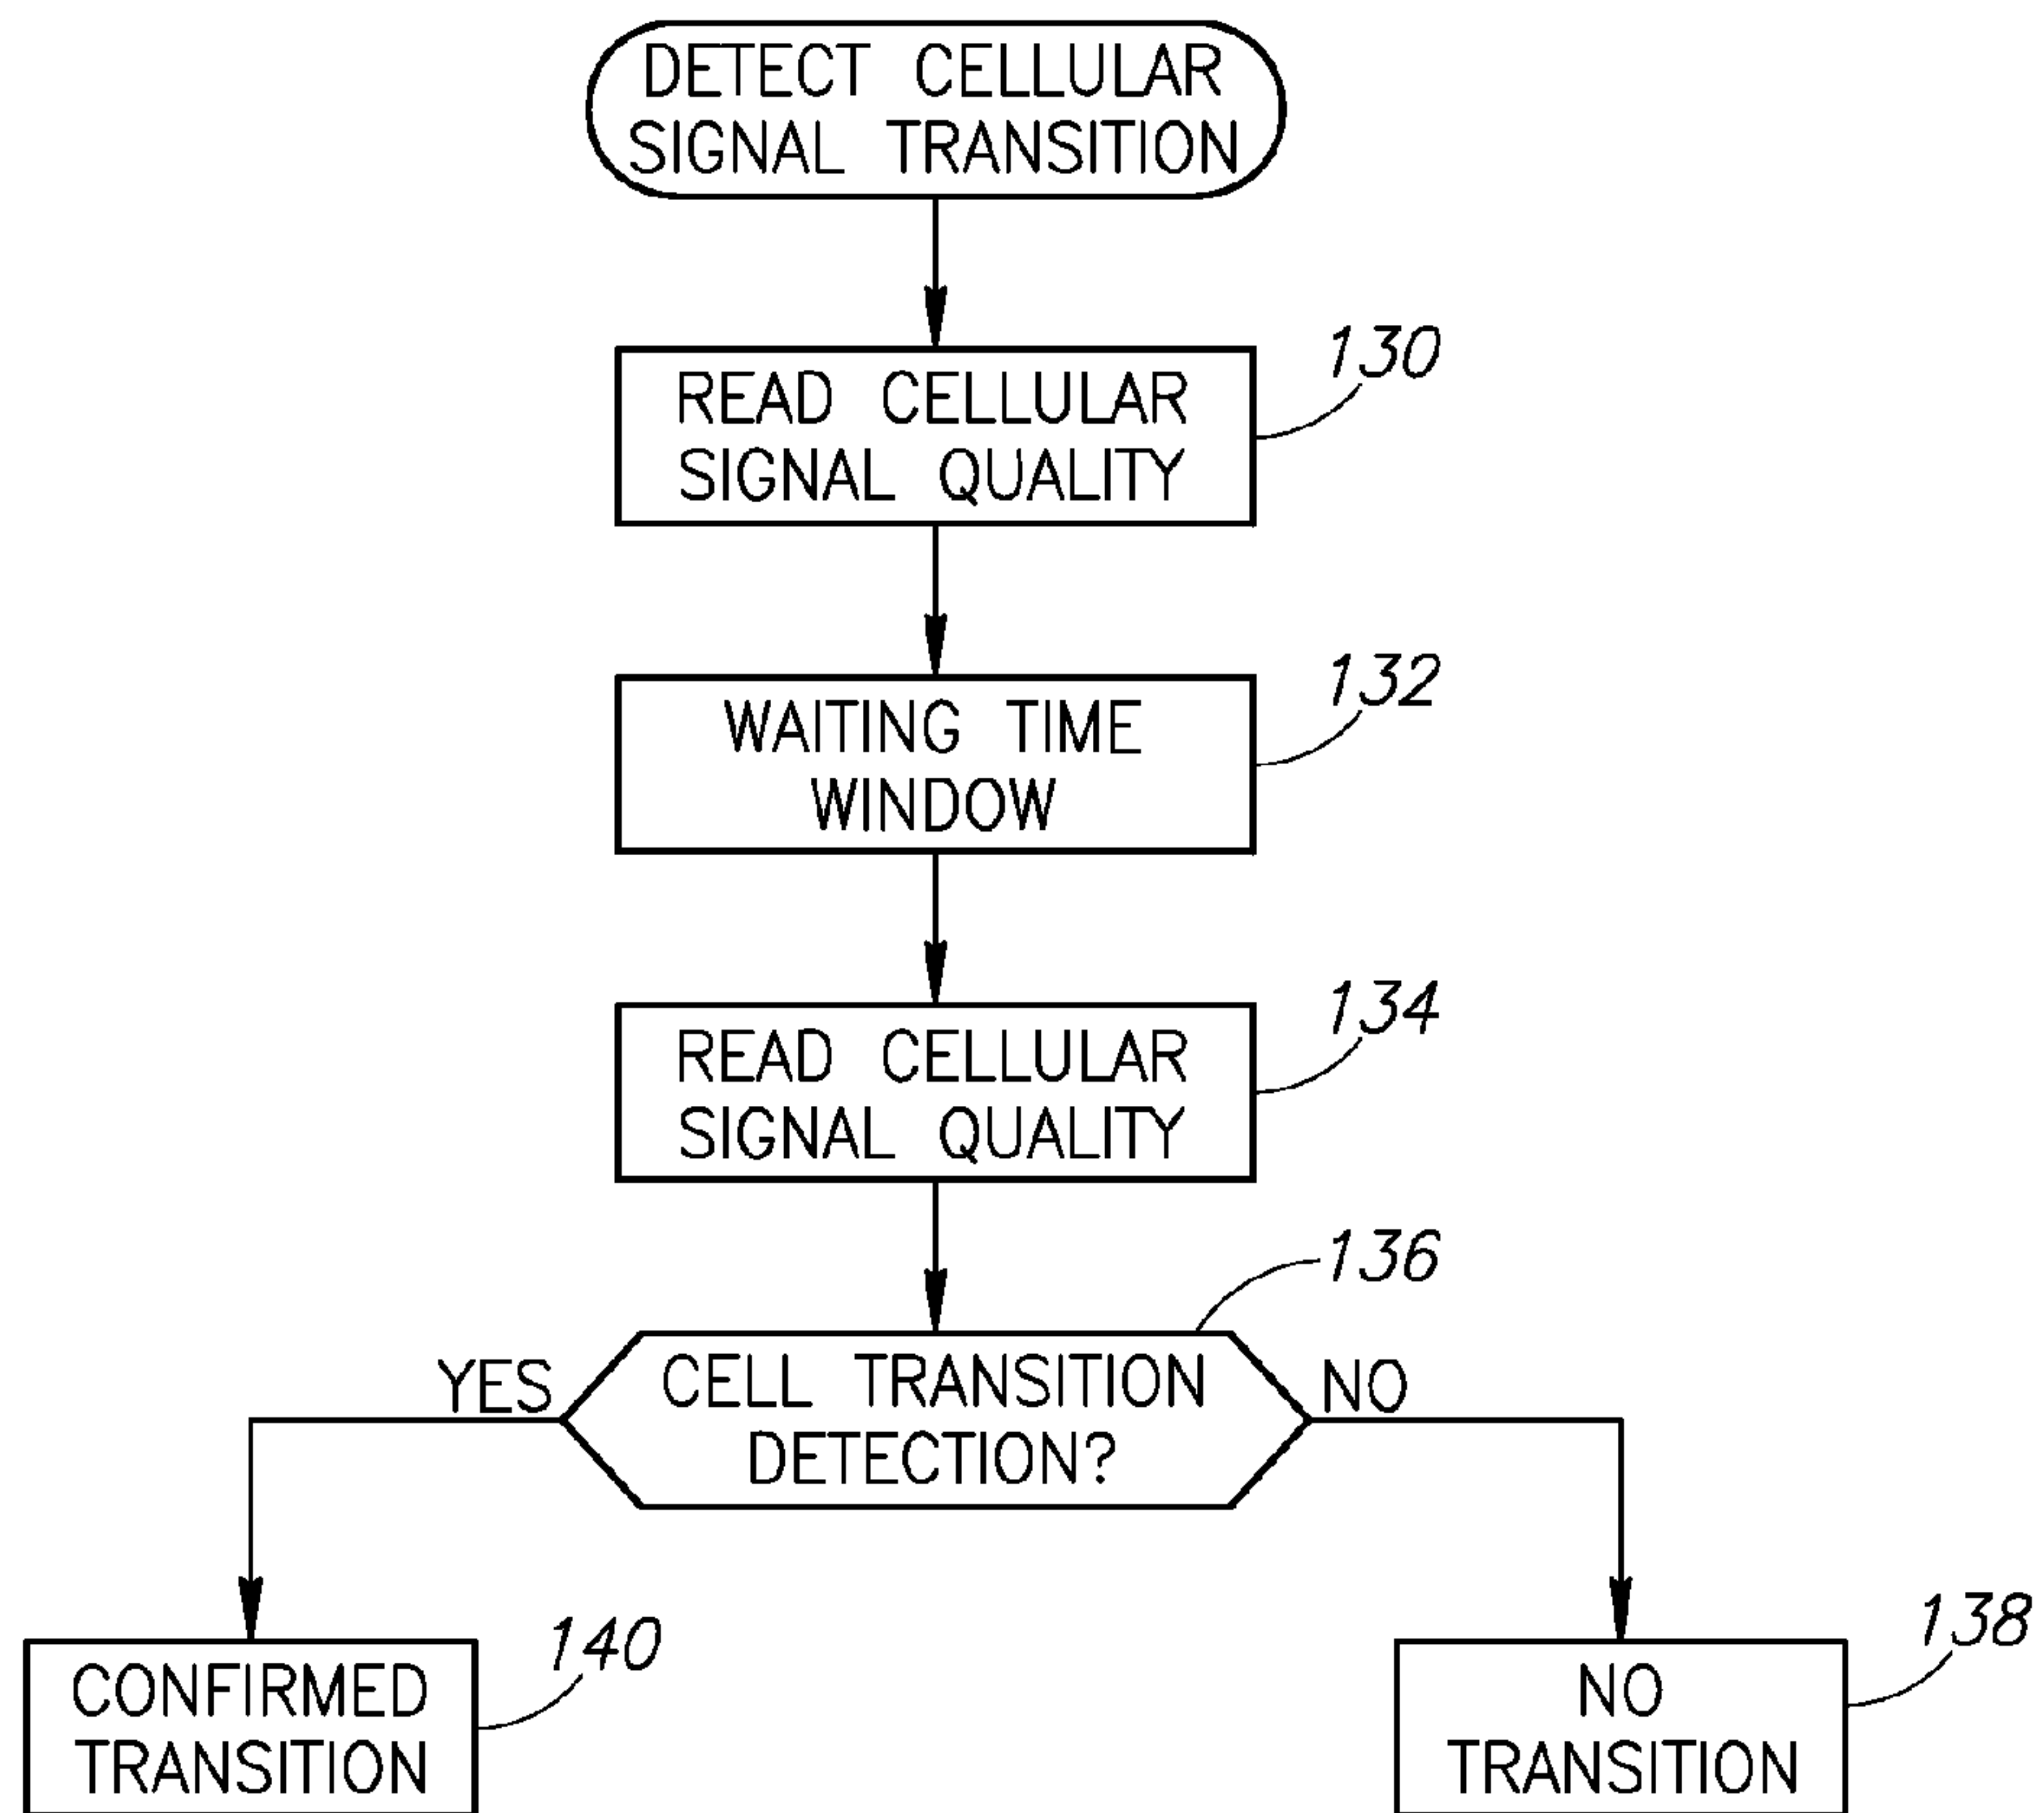 DETECT CELLULAR
SIGNAL TRANSITION
130
READ CELLULAR
SIGNAL QUALITY
132
WAITING TIME
WINDOW
134
READ CELLULAR
SIGNAL QUALITY
136
YES
CELL TRANSITION
DETECTION?
NO
140
CONFIRMED
TRANSITION
138
NO
TRANSITION